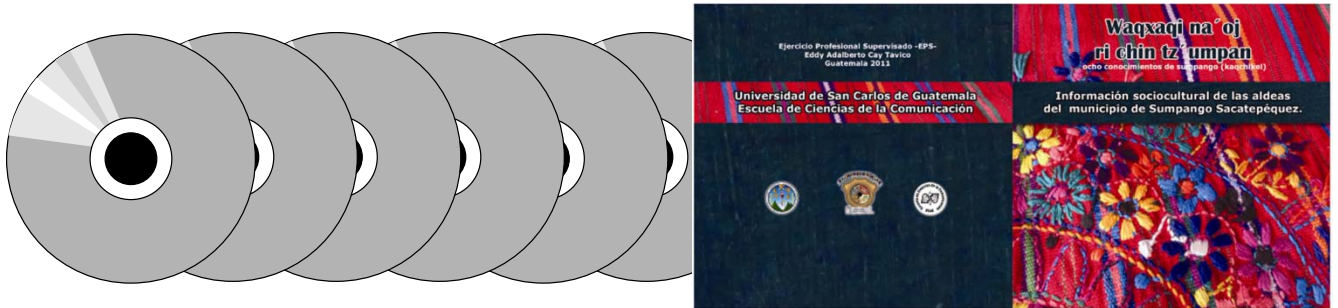 Ejercicio Profesional Supervisado -EPS-
Eddy Adalberto Cay Tavico
Guatemala 2011
Universidad de San Carlos de Guatemala
Escuela de Ciencias de la Comunicación
Waqxaqi na´oj
ri chin tz´umpan
ocho conocimientos de sumpango (kaqchikel)
Información sociocultural de las aldeas
del municipio de Sumpango Sacatepéquez.